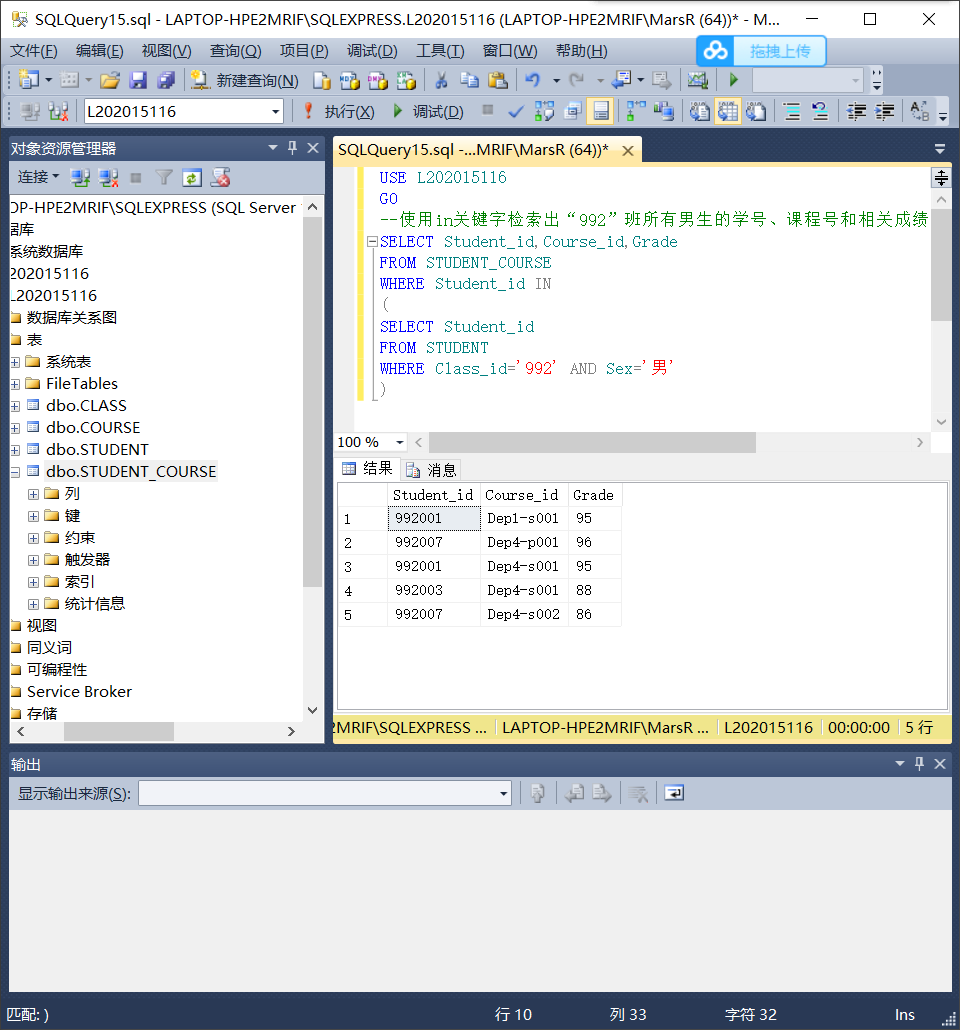 SQLQuery15.sql - LAPTOP-HPE2MRIF\SQLEXPRESS.L202015116 (LAPTOP-HPE2MRIF\MarsR (64))* - M...
文件(F) 编辑(E) 视图(V) 查询(Q) 项目(P) 调试(D) 工具(T) 窗口(W) 帮助(H)
拖拽上传
新建查询(N)
L202015116 执行(X) 调试(D)
对象资源管理器
连接
OP-HPE2MRIF\SQLEXPRESS (SQL Server
据库
系统数据库
202015116
L202015116
数据库关系图
表
系统表
FileTables
dbo.CLASS
dbo.COURSE
dbo.STUDENT
dbo.STUDENT_COURSE
列
键
约束
触发器
索引
统计信息
视图
同义词
可编程性
Service Broker
存储
SQLQuery15.sql -...MRIF\MarsR (64))*
USE L202015116
GO
--使用in关键字检索出“992”班所有男生的学号、课程号和相关成绩
SELECT Student_id,Course_id,Grade
FROM STUDENT_COURSE
WHERE Student_id IN
(
SELECT Student_id
FROM STUDENT
WHERE Class_id='992' AND Sex='男'
)
100 %
结果 消息
Student_id Course_id Grade
1 992001 Dep1-s001 95
2 992007 Dep4-p001 96
3 992001 Dep4-s001 95
4 992003 Dep4-s001 88
5 992007 Dep4-s002 86
2MRIF\SQLEXPRESS ... LAPTOP-HPE2MRIF\MarsR ... L202015116 00:00:00 5 行
输出
显示输出来源(S):
匹配: ) 行 10 列 33 字符 32 Ins